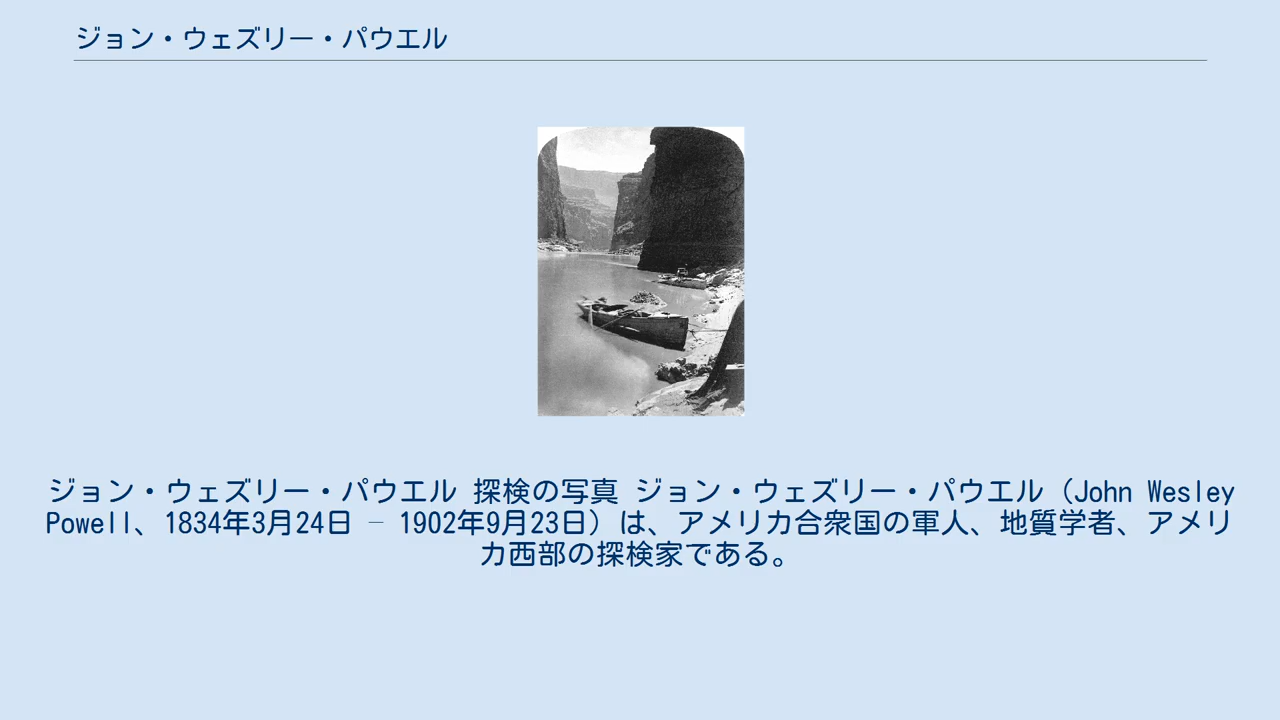 ジョン・ウェズリー・パウエル
ジョン・ウェズリー・パウエル 探検の写真 ジョン・ウェズリー・パウエル（John Wesley
Powell、1834年3月24日 – 1902年9月23日）は、アメリカ合衆国の軍人、地質学者、アメリ
カ西部の探検家である。